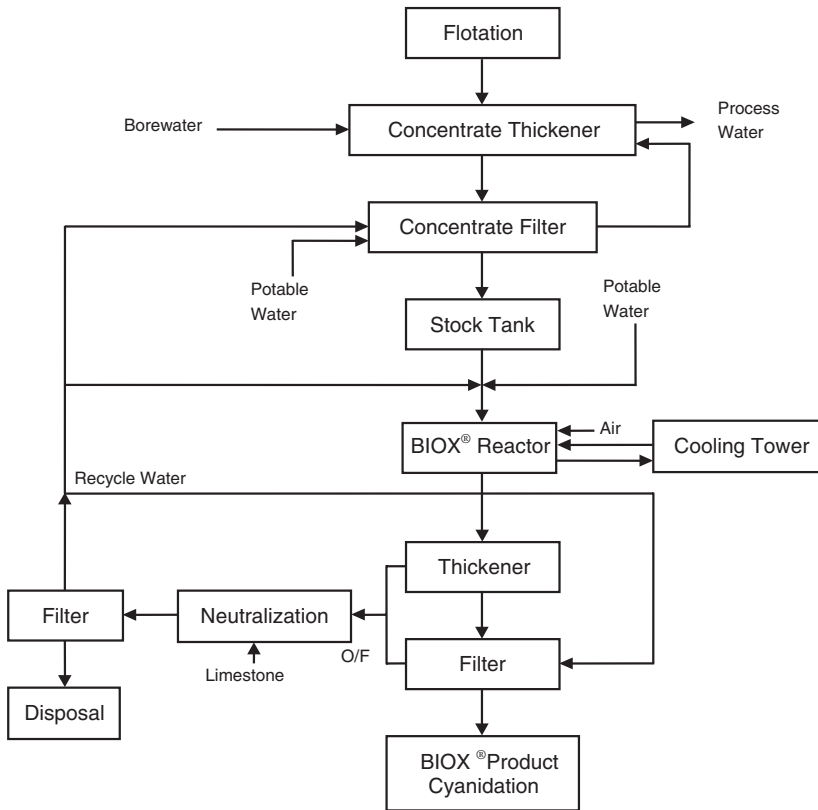 Flotation
Borewater
Concentrate Thickener
Process
Water
Concentrate Filter
Potable
Water
Potable
Water
Stock Tank
BIOX® Reactor
Air
Cooling Tower
Recycle Water
Thickener
Filter
Neutralization
O/F
Filter
Limestone
Disposal
BIOX ®Product
Cyanidation